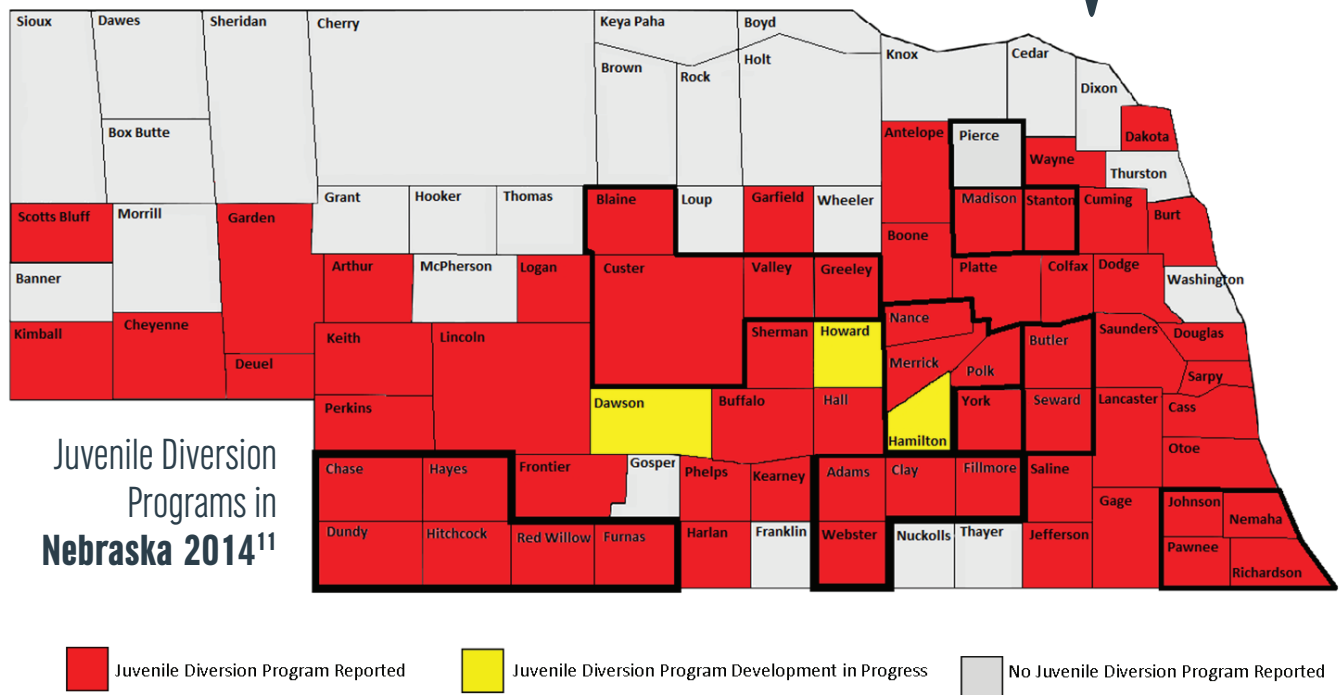 Sioux
Dawes
Sheridan
Cherry
Keya Paha
Boyd
Knox
Cedar
Brown
Rock
Holt
Dixon
Box Butte
Antelope
Pierce
Dakota
Wayne
Thurston
Grant
Hooker
Thomas
Blaine
Loup
Garfield
Wheeler
Madison
Stanton
Cuming
Burt
Scotts Bluff
Morrill
Garden
Boone
Arthur
McPherson
Logan
Custer
Valley
Greeley
Platte
Colfax
Dodge
Washington
Banner
Kimball
Cheyenne
Keith
Lincoln
Sherman
Howard
Nance
Butler
Saunders
Douglas
Deuel
Merrick
Polk
Sarpy
Perkins
Dawson
Buffalo
Hall
Hamilton
York
Seward
Lancaster
Cass
Otoe
Juvenile Diversion
Programs in
Nebraska 2014¹¹
Chase
Hayes
Frontier
Gosper
Phelps
Kearney
Adams
Clay
Fillmore
Saline
Gage
Johnson
Nemaha
Dundy
Hitchcock
Red Willow
Furnas
Harlan
Franklin
Webster
Nuckolls
Thayer
Jefferson
Pawnee
Richardson
Juvenile Diversion Program Reported
Juvenile Diversion Program Development in Progress
No Juvenile Diversion Program Reported